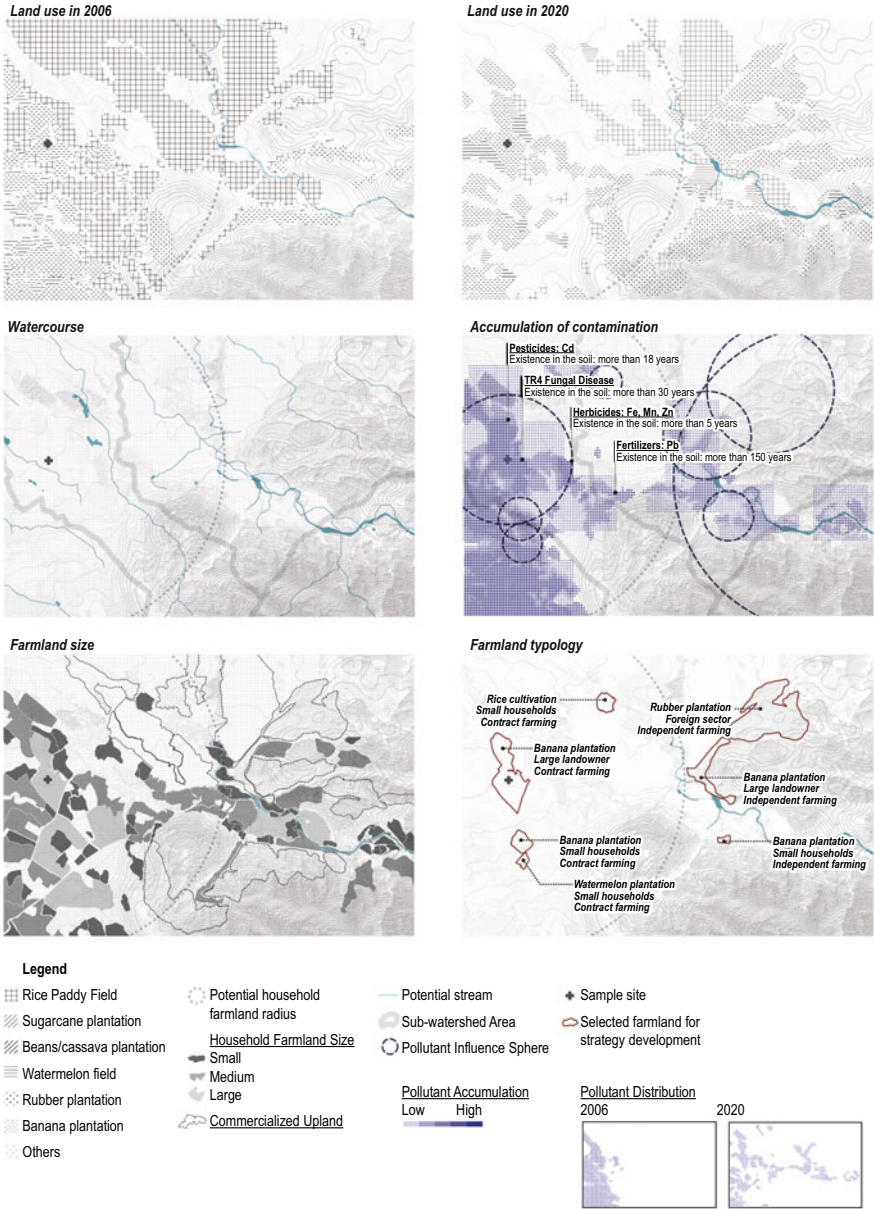 Land use in 2006
Land use in 2020
Watercourse
Accumulation of contamination
Pesticides: Cd
Existence in the soil: more than 18 years
TR4 Fungal Disease
Existence in the soil: more than 30 years
Herbicides: Fe, Mn, Zn
Existence in the soil: more than 5 years
Fertilizers: Pb
Existence in the soil: more than 150 years
Farmland size
Farmland typology
Rice cultivation
Small households
Contract farming
Rubber plantation
Foreign sector
Independent farming
Banana plantation
Large landowner
Contract farming
Banana plantation
Large landowner
Independent farming
Banana plantation
Small households
Contract farming
Banana plantation
Small households
Independent farming
Watermelon plantation
Small households
Contract farming
Legend
Rice Paddy Field
Sugarcane plantation
Beans/cassava plantation
Watermelon field
Rubber plantation
Banana plantation
Others
Potential household
farmland radius
Household Farmland Size
Small
Medium
Large
Commercialized Upland
Potential stream
Sub-watershed Area
Pollutant Influence Sphere
Sample site
Selected farmland for
strategy development
Pollutant Accumulation
Low High
Pollutant Distribution
2006 2020